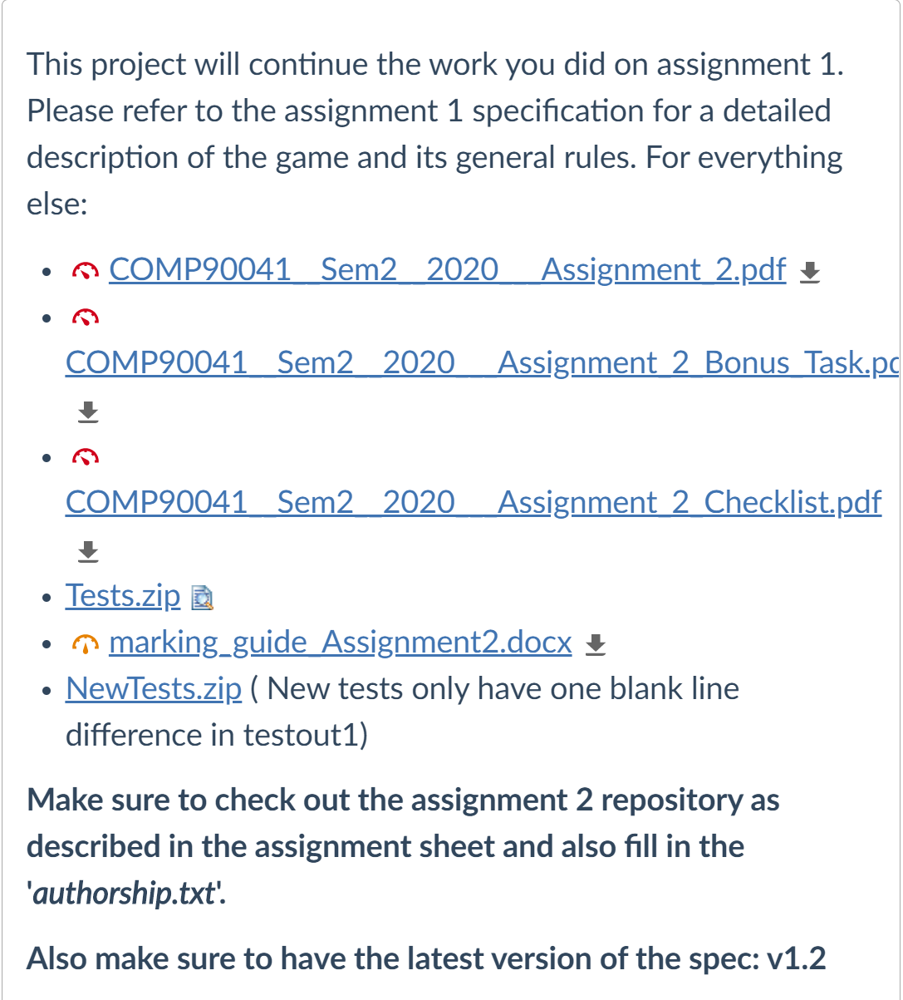 This project will continue the work you did on assignment 1.
Please refer to the assignment 1 specification for a detailed
description of the game and its general rules. For everything
else:
COMP90041__Sem2__2020___Assignment_2.pdf
COMP90041__Sem2__2020___Assignment_2_Bonus_Task.pd
COMP90041__Sem2__2020___Assignment_2_Checklist.pdf
Tests.zip
marking_guide_Assignment2.docx
NewTests.zip ( New tests only have one blank line
difference in testout1)
Make sure to check out the assignment 2 repository as
described in the assignment sheet and also fill in the
'authorship.txt'.
Also make sure to have the latest version of the spec: v1.2